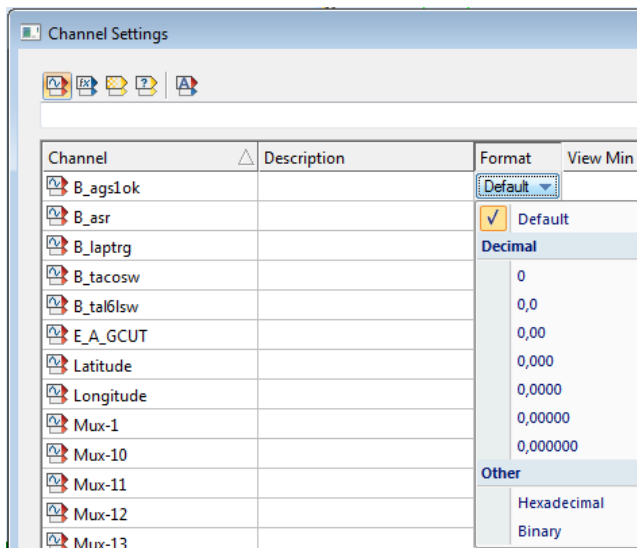 Channel Settings
Channel Description Format View Min
B_ags1ok Default
B_asr Default
B_laptrg Decimal
B_tacosw 0
B_tal6lsw 0,0
E_A_GCUT 0,00
Latitude 0,000
Longitude 0,0000
Mux-1 0,00000
Mux-10 0,000000
Mux-11 Other
Mux-12 Hexadecimal
Mux-13 Binary